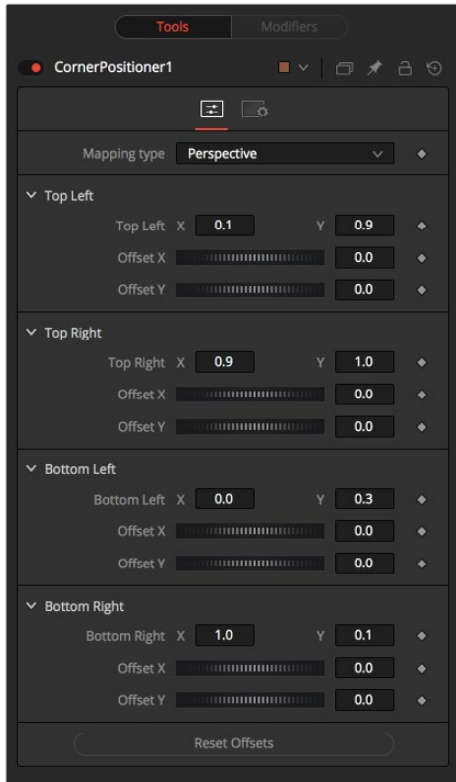 Tools Modifiers
CornerPositioner1
Mapping type Perspective
Top Left
Top Left X 0.1 Y 0.9
Offset X 0.0
Offset Y 0.0
Top Right
Top Right X 0.9 Y 1.0
Offset X 0.0
Offset Y 0.0
Bottom Left
Bottom Left X 0.0 Y 0.3
Offset X 0.0
Offset Y 0.0
Bottom Right
Bottom Right X 1.0 Y 0.1
Offset X 0.0
Offset Y 0.0
Reset Offsets